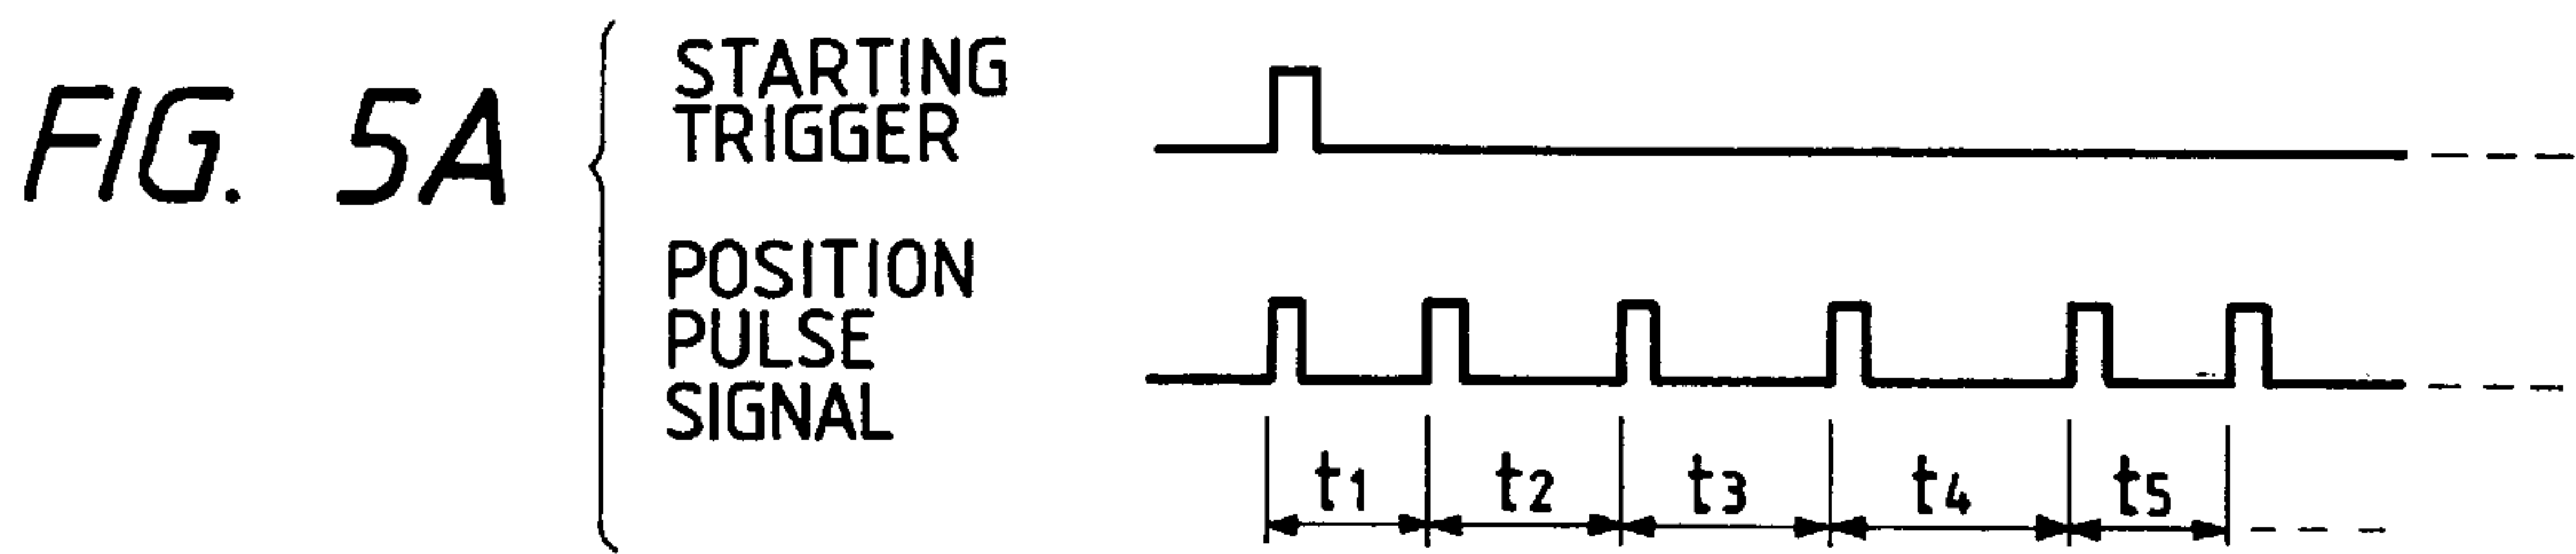 FIG. 5A
STARTING
TRIGGER
POSITION
PULSE
SIGNAL
t1 t2 t3 t4 t5